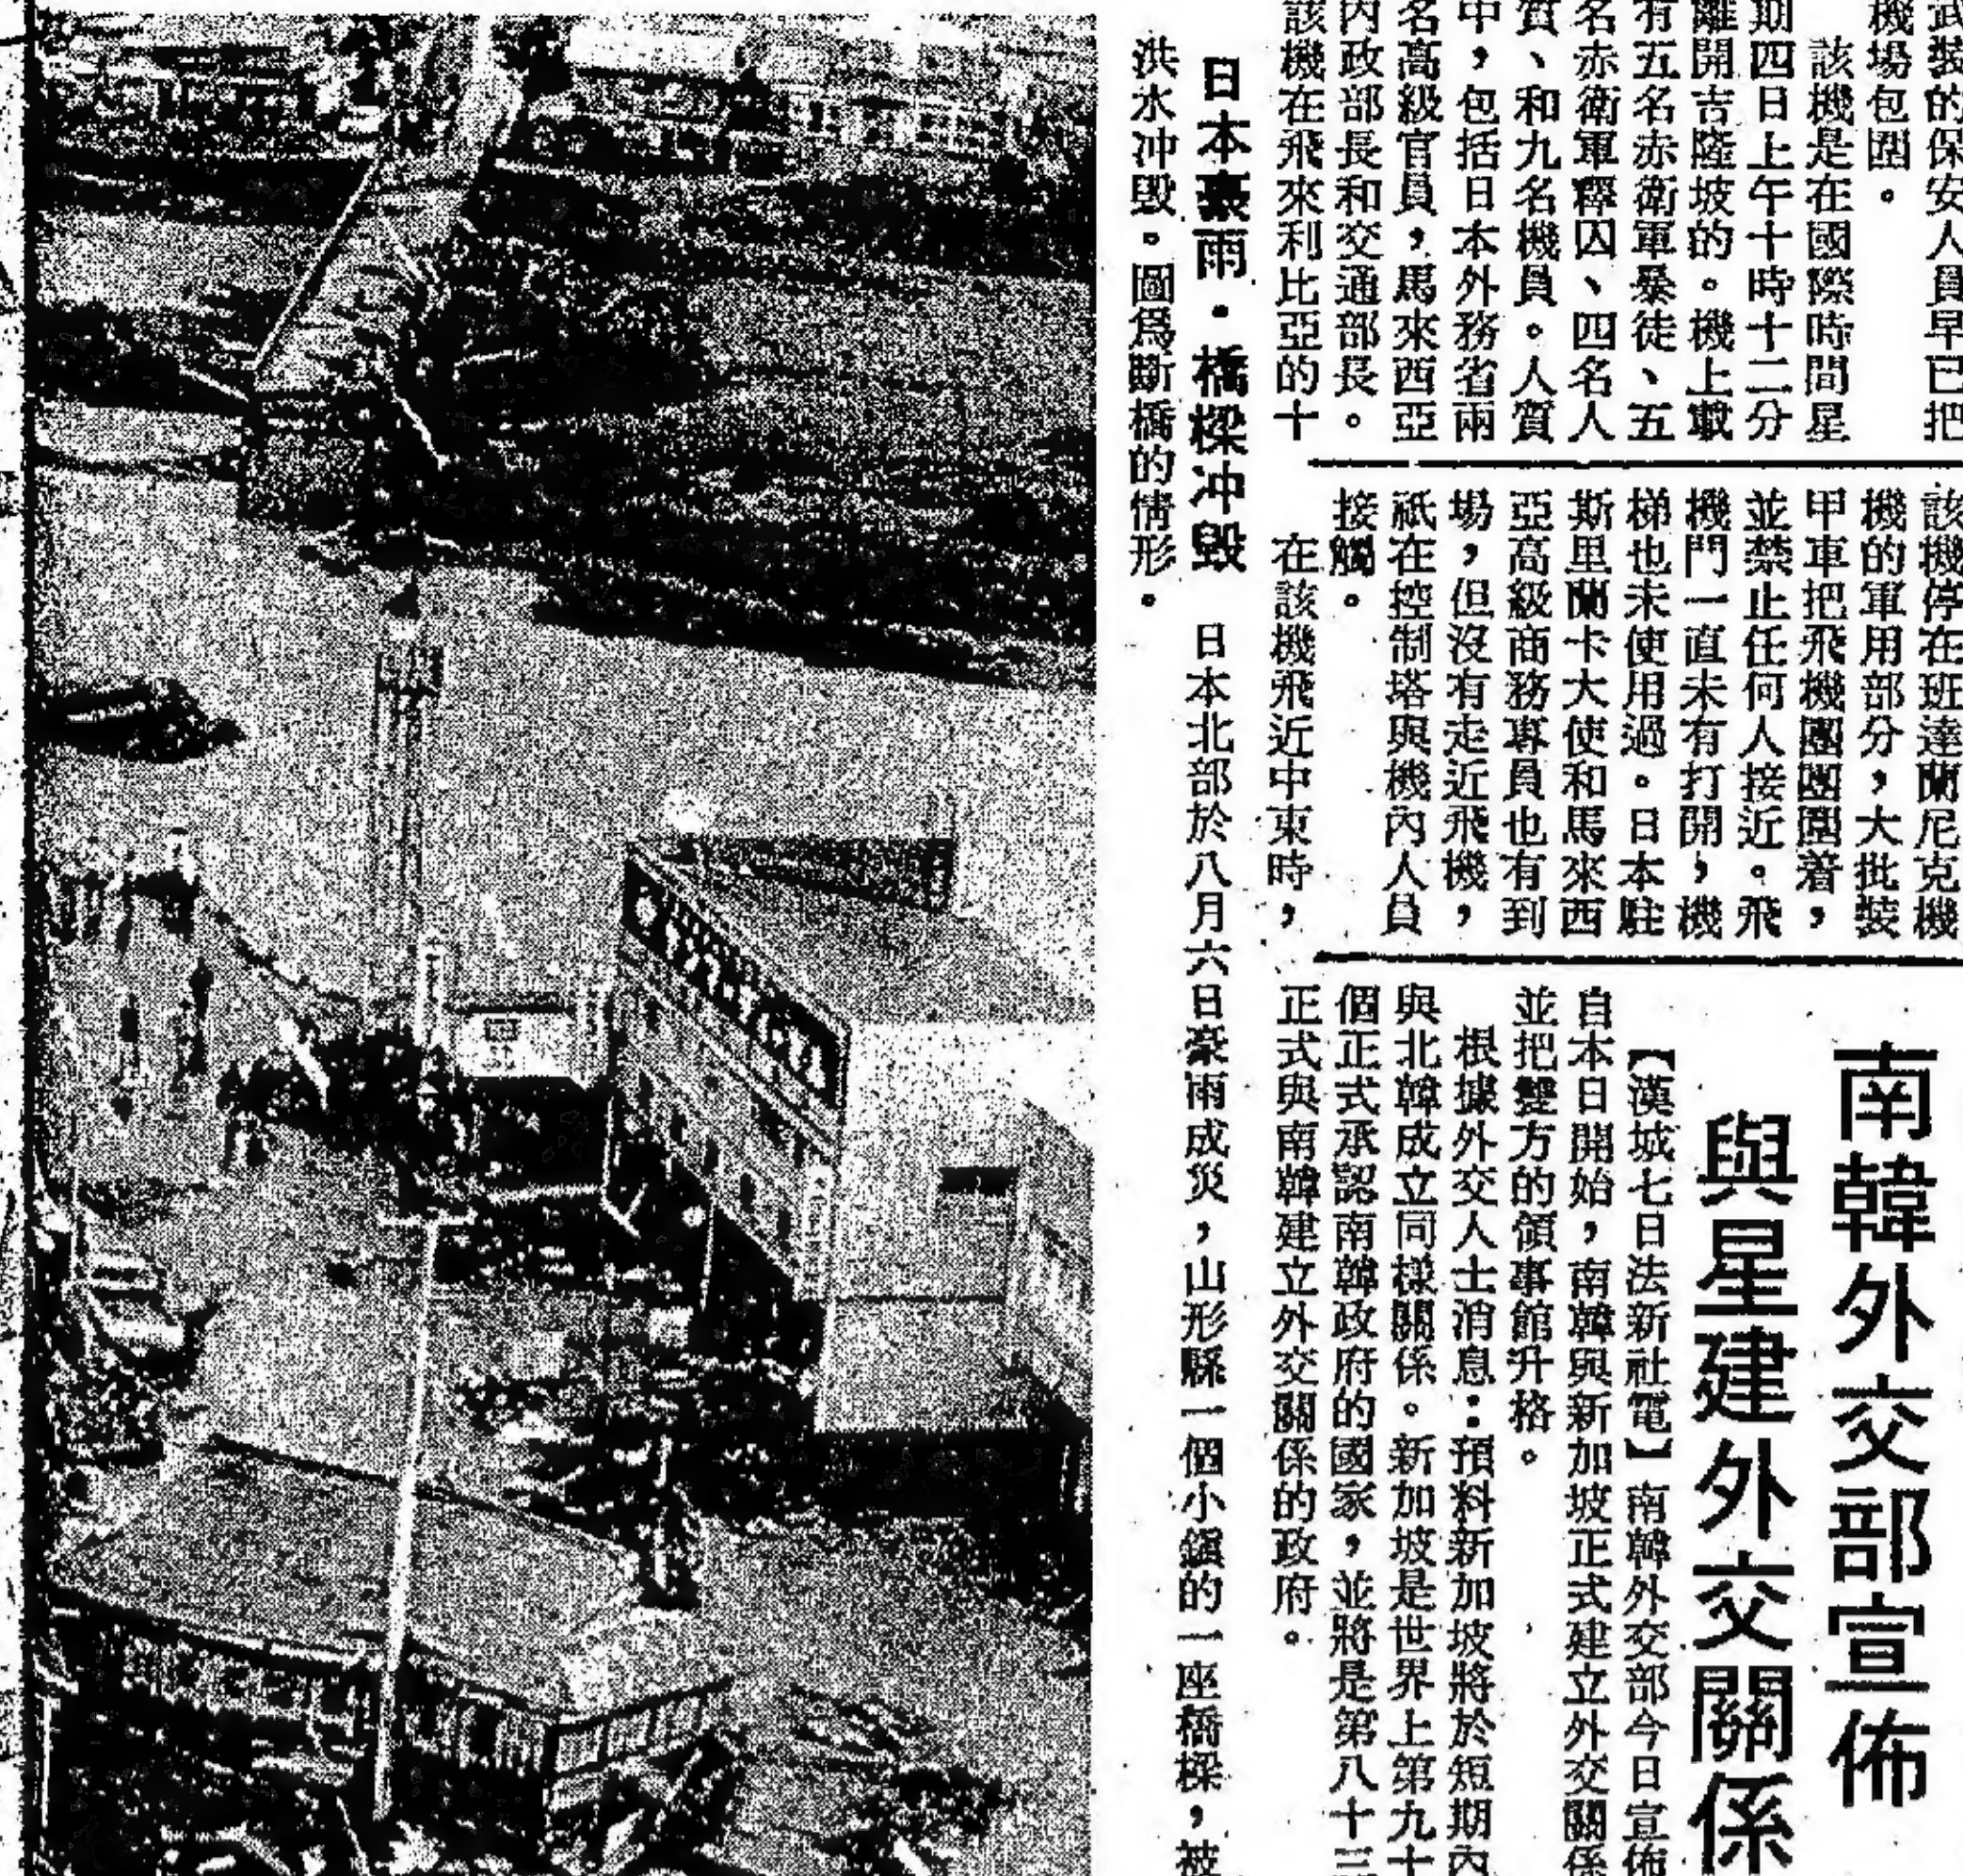 武裝的保安人員早已把
機場包圍。
該機是在國際時間星
期四日上午十時十二分
離開吉隆坡的。機上載
有五名赤衛軍暴徒、五
名赤衛軍釋囚、四名人
質、和九名機員。人質
中，包括日本外務省兩
名高級官員，馬來西亞
內政部長和交通部長。
該機在飛來利比亞的十
該機停在班達蘭尼克機
機的軍用部分，大批裝
甲車把飛機團團圍着，
並禁止任何人接近。飛
機門一直未有打開，機
梯也未使用過。日本駐
斯里蘭卡大使和馬來西
亞高級商務專員也有到
場，但沒有走近飛機，
祇在控制塔與機內人員
接觸。
在該機飛近中東時，
南韓外交部宣佈
與星建外交關係
【漢城七日法新社電】南韓外交部今日宣佈
自本日開始，南韓與新加坡正式建立外交關係
並把雙方的領事館升格。
根據外交人士消息：預料新加坡將於短期內
與北韓成立同樣關係。新加坡是世界上第九十
個正式承認南韓政府的國家，並將是第八十三
正式與南韓建立外交關係的政府。
日本豪雨・橋樑冲毀 日本北部於八月六日豪雨成災，山形縣一個小鎮的一座橋樑，被
洪水冲毀。圖爲斷橋的情形。